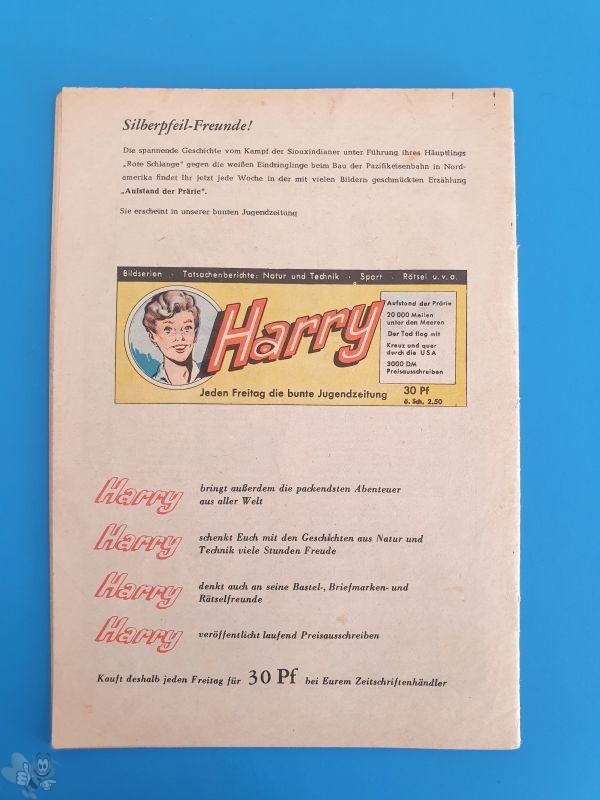 Silberpfeil-Freunde!
Die spannende Geschichte vom Kampf der Siouxindianer unter Führung ihres Häuptlings
„Rote Schlange" gegen die weißen Eindringlinge beim Bau der Pazifikeisenbahn in Nord-
amerika findet Ihr jetzt jede Woche in der mit vielen Bildern geschmückten Erzählung
„Aufstand der Prärie".
Sie erscheint in unserer bunten Jugendzeitung
Bildserien · Tatsachenberichte: Natur und Technik · Sport · Rätsel u.v.a.
Harry
Aufstand der Prärie
20 000 Meilen
unter den Meeren
Der Tod flog mit
Kreuz und quer
durch die USA
3000 DM
Preisausschreiben
Jeden Freitag die bunte Jugendzeitung
30 Pf
ö. Sch. 2.50
Harry bringt außerdem die packendsten Abenteuer
aus aller Welt
Harry schenkt Euch mit den Geschichten aus Natur und
Technik viele Stunden Freude
Harry denkt auch an seine Bastel-, Briefmarken- und
Rätselfreunde
Harry veröffentlicht laufend Preisausschreiben
Kauft deshalb jeden Freitag für 30 Pf bei Eurem Zeitschriftenhändler